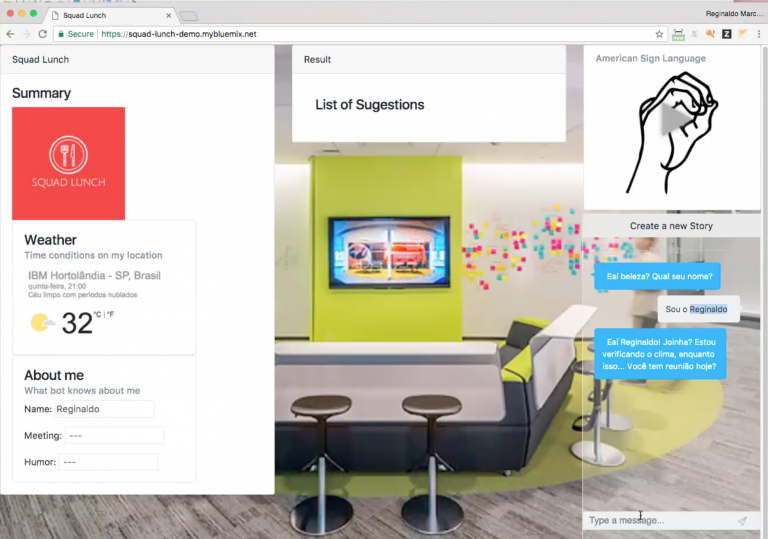 Squad Lunch
Reginaldo Marc...
Secure | https://squad-lunch-demo.mybluemix.net
Squad Lunch
Summary
SQUAD LUNCH
Weather
Time conditions on my location
IBM Hortolândia - SP, Brasil
quinta-feira, 21:00
Céu limpo com períodos nublados
32 °C | °F
About me
What bot knows about me
Name: Reginaldo
Meeting: ---
Humor: ---
Result
List of Sugestions
American Sign Language
Create a new Story
Eaí beleza? Qual seu nome?
Sou o Reginaldo
Eaí Reginaldo! Joinha? Estou
verificando o clima, enquanto
isso... Você tem reunião hoje?
Type a message...